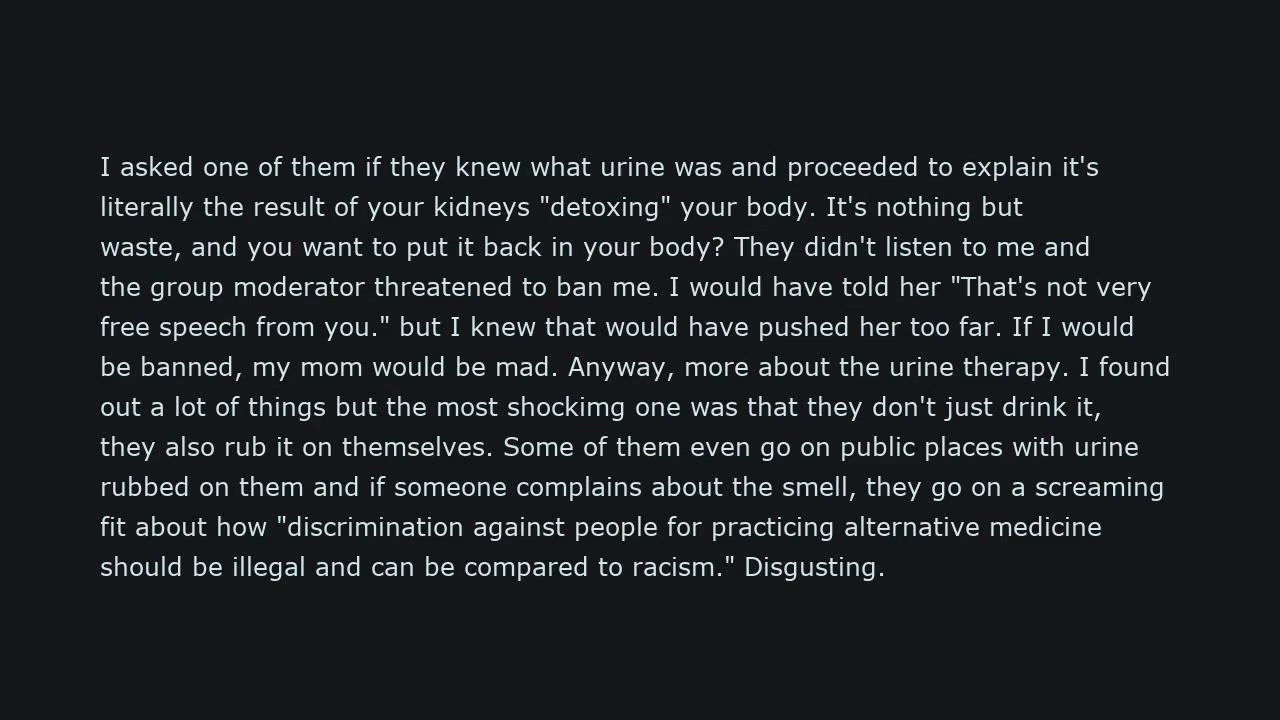 I asked one of them if they knew what urine was and proceeded to explain it's
literally the result of your kidneys "detoxing" your body. It's nothing but
waste, and you want to put it back in your body? They didn't listen to me and
the group moderator threatened to ban me. I would have told her "That's not very
free speech from you." but I knew that would have pushed her too far. If I would
be banned, my mom would be mad. Anyway, more about the urine therapy. I found
out a lot of things but the most shockimg one was that they don't just drink it,
they also rub it on themselves. Some of them even go on public places with urine
rubbed on them and if someone complains about the smell, they go on a screaming
fit about how "discrimination against people for practicing alternative medicine
should be illegal and can be compared to racism." Disgusting.